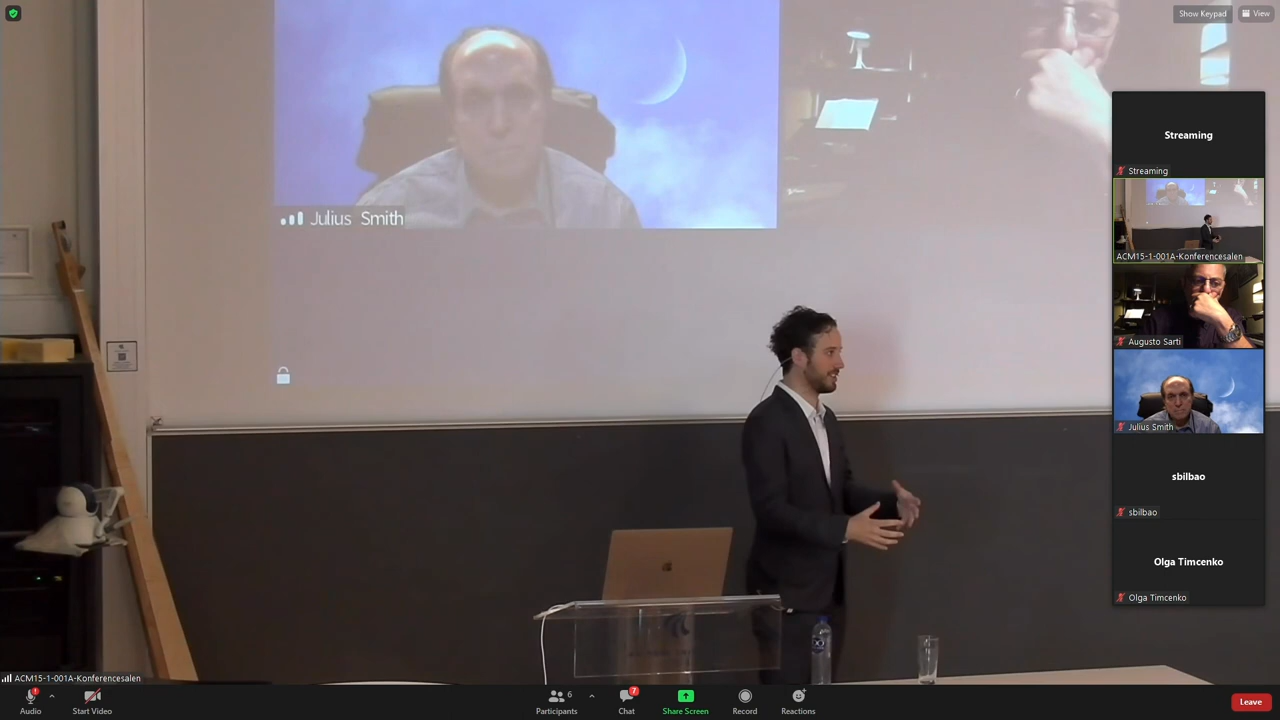 Show Keypad
View
Julius Smith
Streaming
Streaming
ACM15-1-001A-Konferencesalen
Augusto Sarti
Julius Smith
sbilbao
sbilbao
Olga Timcenko
Olga Timcenko
ACM15-1-001A-Konferencesalen
Audio
Start Video
6
Participants
7
Chat
Share Screen
Record
Reactions
Leave